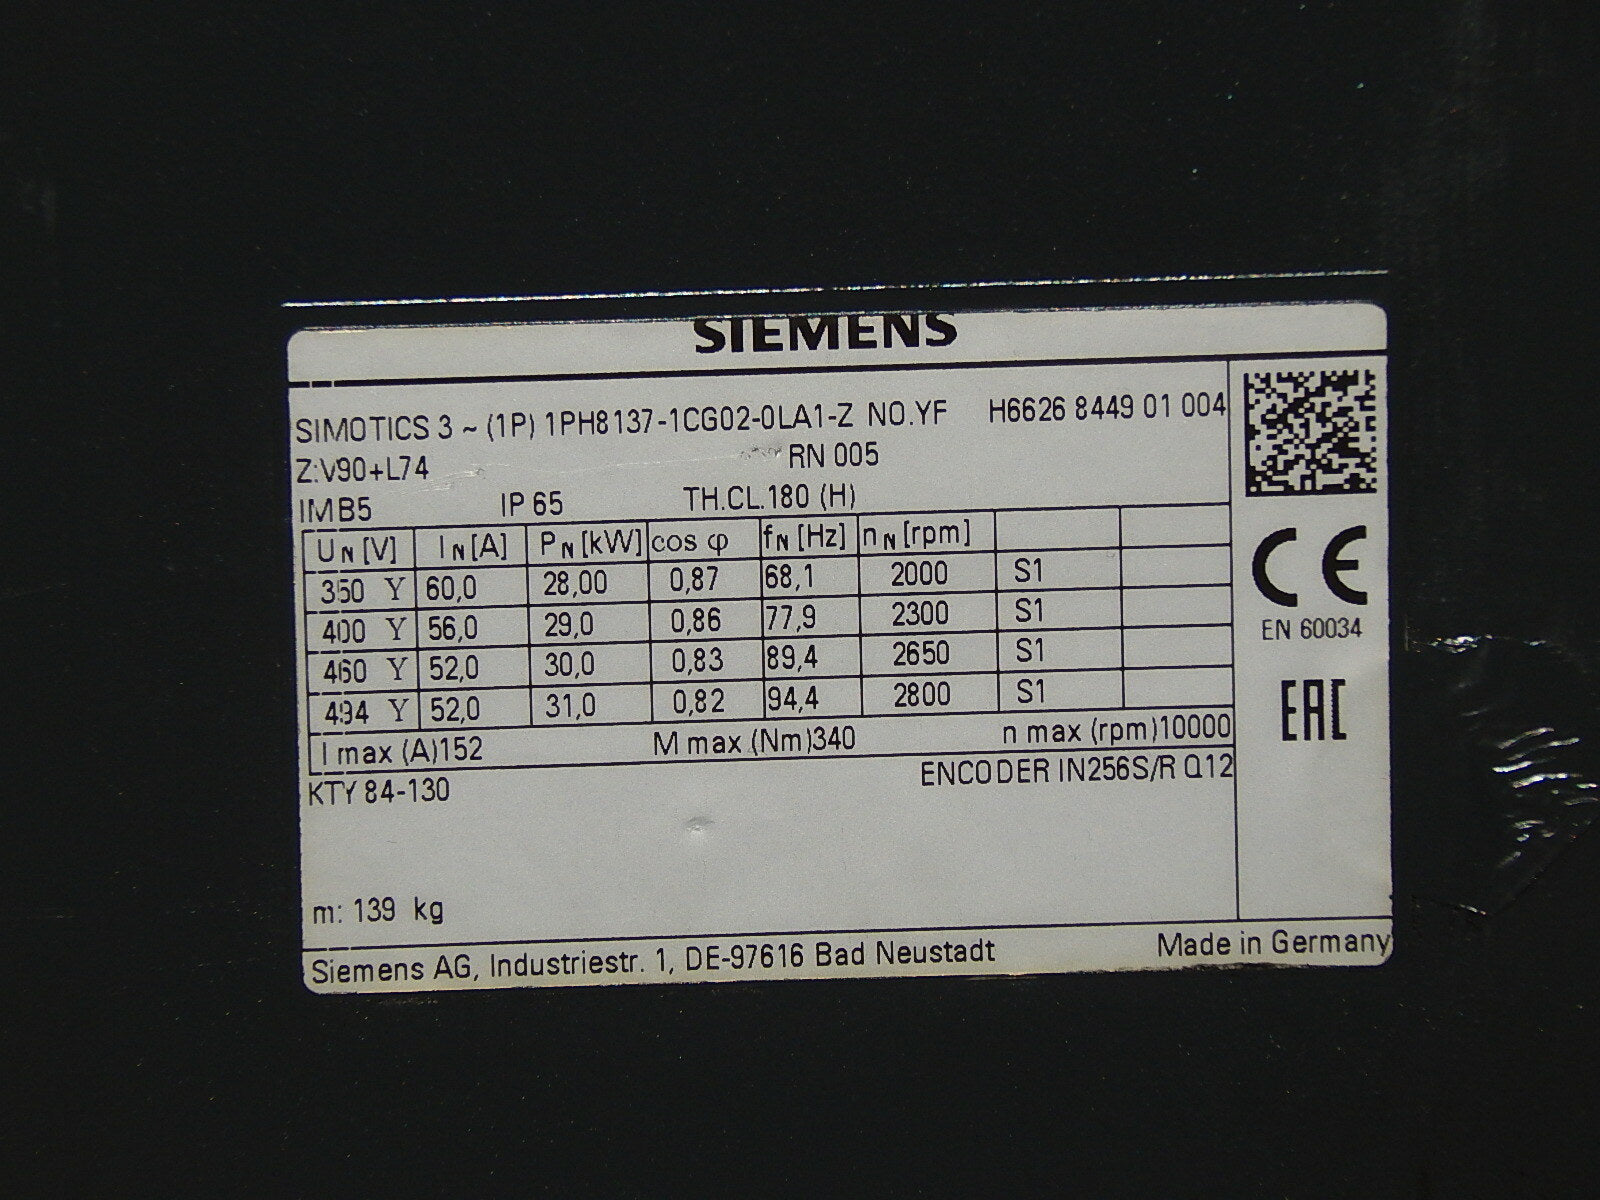 SIEMENS
SIMOTICS 3 ~ (1P) 1PH8137-1CG02-0LA1-Z NO.YF H6626 8449 01 004
Z:V90+L74 RN 005
IM B5 IP 65 TH.CL.180 (H)
UN [V] IN [A] PN [kW] cos φ fN [Hz] nN [rpm]
350 Y 60,0 28,00 0,87 68,1 2000 S1
400 Y 56,0 29,0 0,86 77,9 2300 S1
460 Y 52,0 30,0 0,83 89,4 2650 S1
494 Y 52,0 31,0 0,82 94,4 2800 S1
I max (A)152 M max (Nm)340 n max (rpm)10000
KTY 84-130 ENCODER IN256S/R Q12
m: 139 kg
Siemens AG, Industriestr. 1, DE-97616 Bad Neustadt Made in Germany
CE
EN 60034
EAC